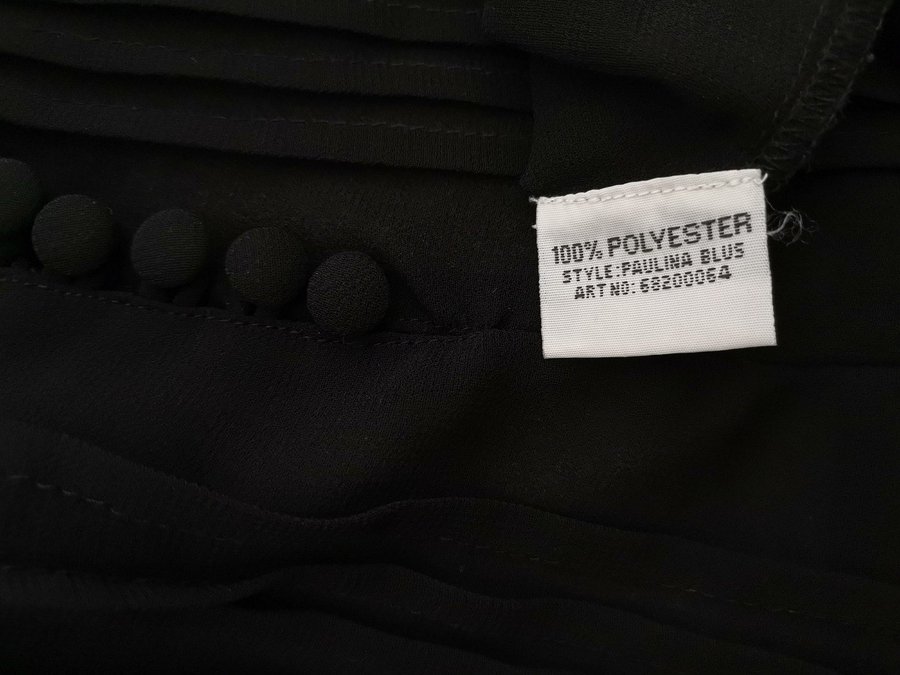 100% POLYESTER
STYLE:PAULINA BLUS
ART NO: 68200064